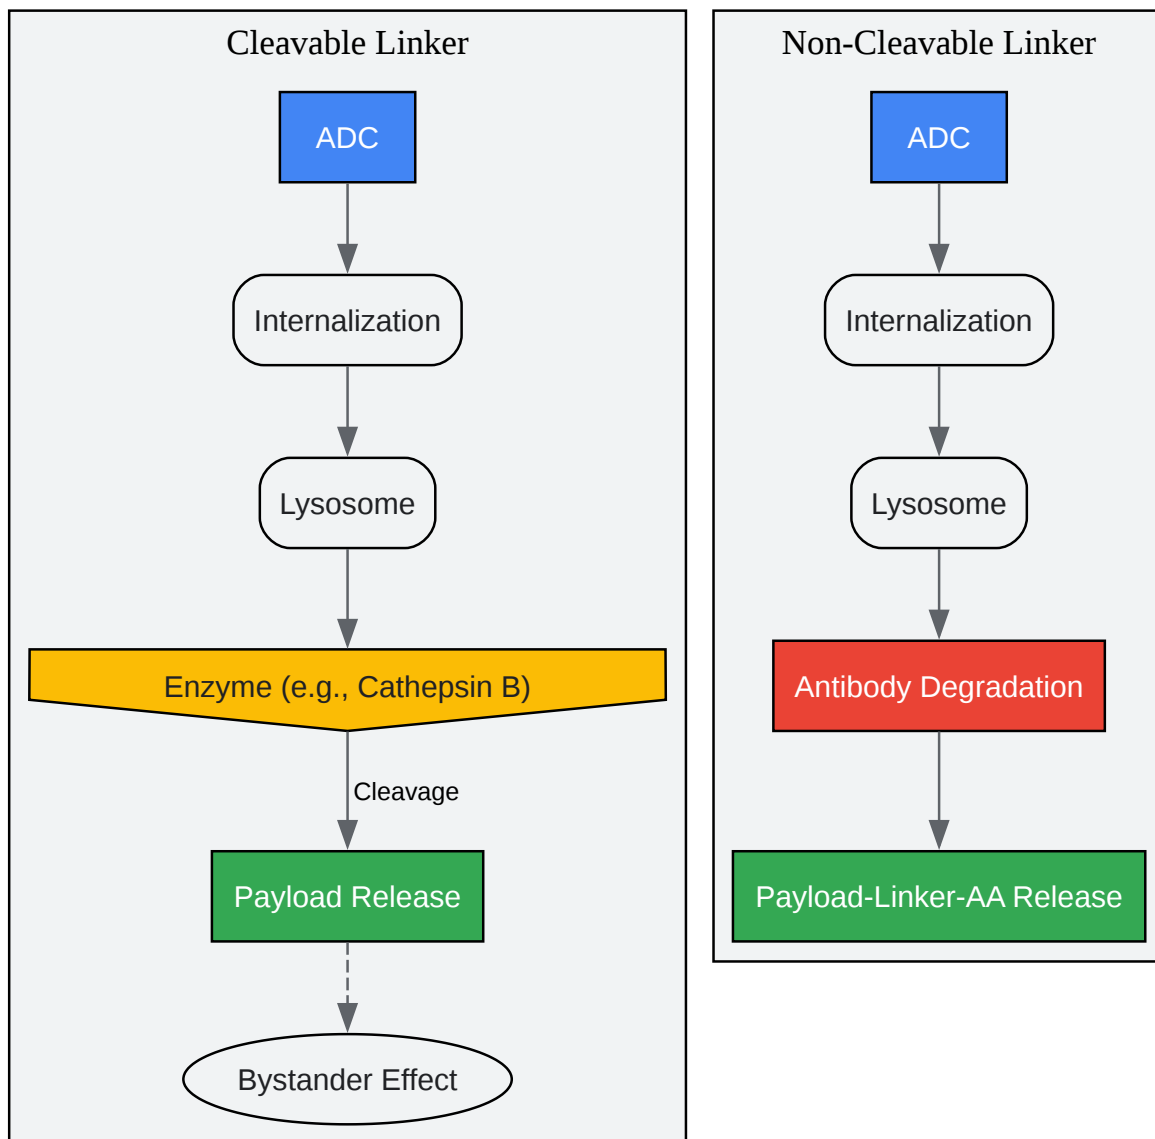 Cleavable Linker
ADC
Internalization
Lysosome
Enzyme (e.g., Cathepsin B)
Cleavage
Payload Release
Bystander Effect
Non-Cleavable Linker
ADC
Internalization
Lysosome
Antibody Degradation
Payload-Linker-AA Release